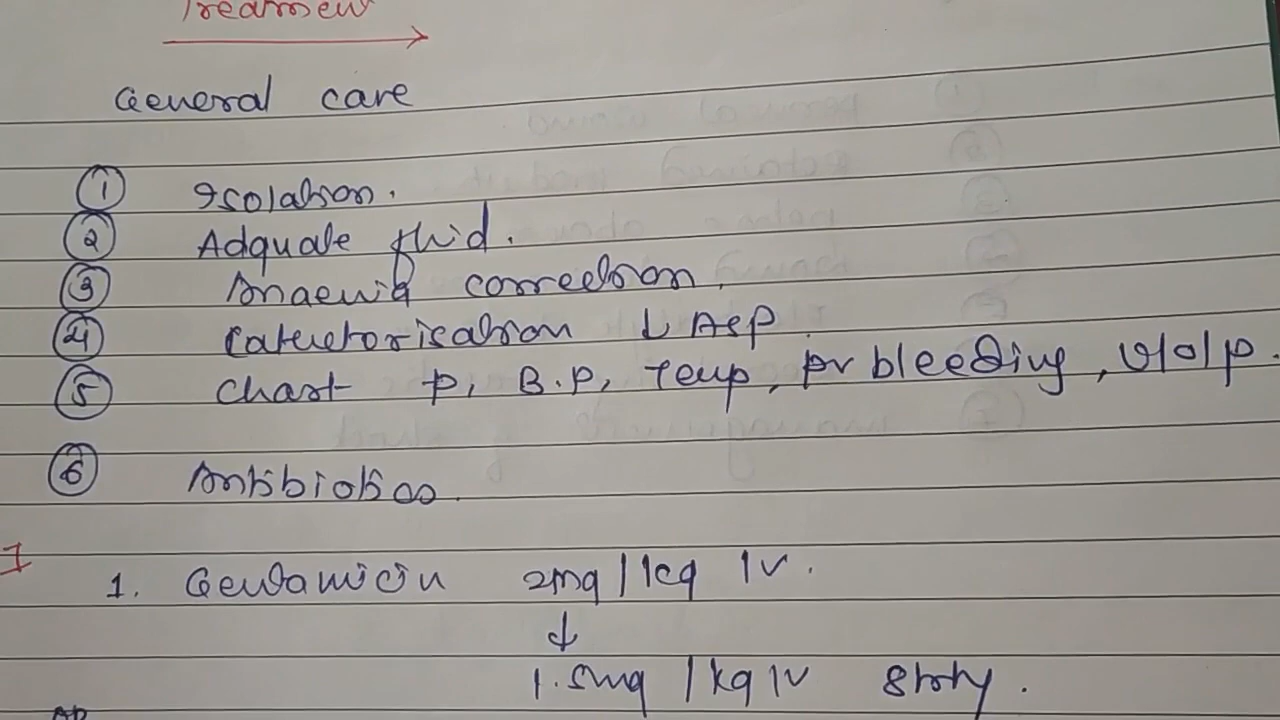 Treatment
General care
① Isolation.
② Adquate fluid.
③ Anaemia correction.
④ Catheterisation ↓ AEP.
⑤ Chart P, B.P, Temp, pv bleeding, I/O/P.
⑥ Antibiotics.
I
1. Gentamicin 2mg/kg IV.
↓
1.5mg/kg IV 8hrly.